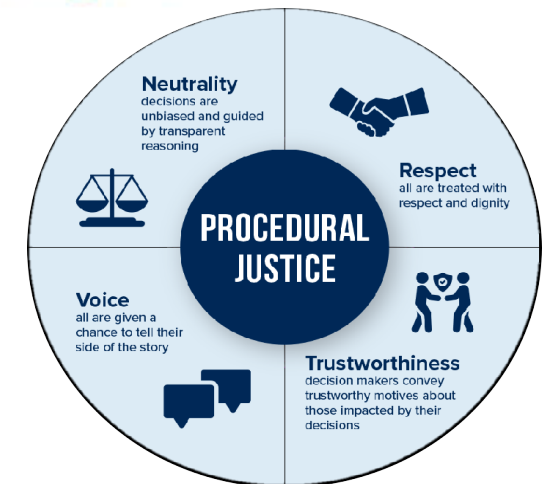 Neutrality
decisions are
unbiased and guided
by transparent
reasoning
Respect
all are treated with
respect and dignity
PROCEDURAL
JUSTICE
Voice
all are given a
chance to tell their
side of the story
Trustworthiness
decision makers convey
trustworthy motives about
those impacted by their
decisions